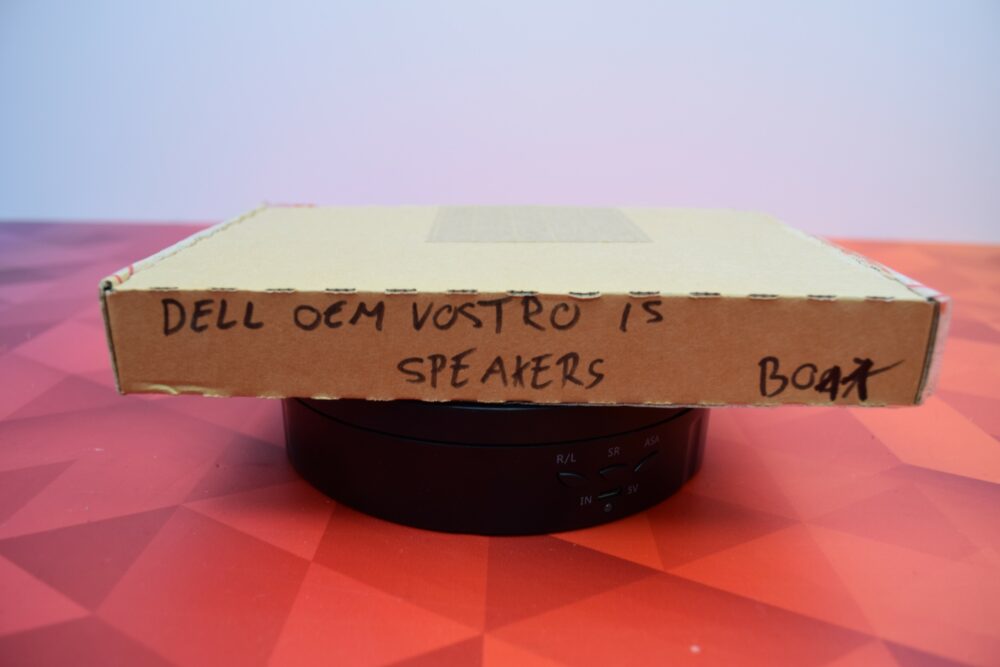 DELL OEM VOSTRO 15
SPEAKERS
R/L SR ASA
IN 5V